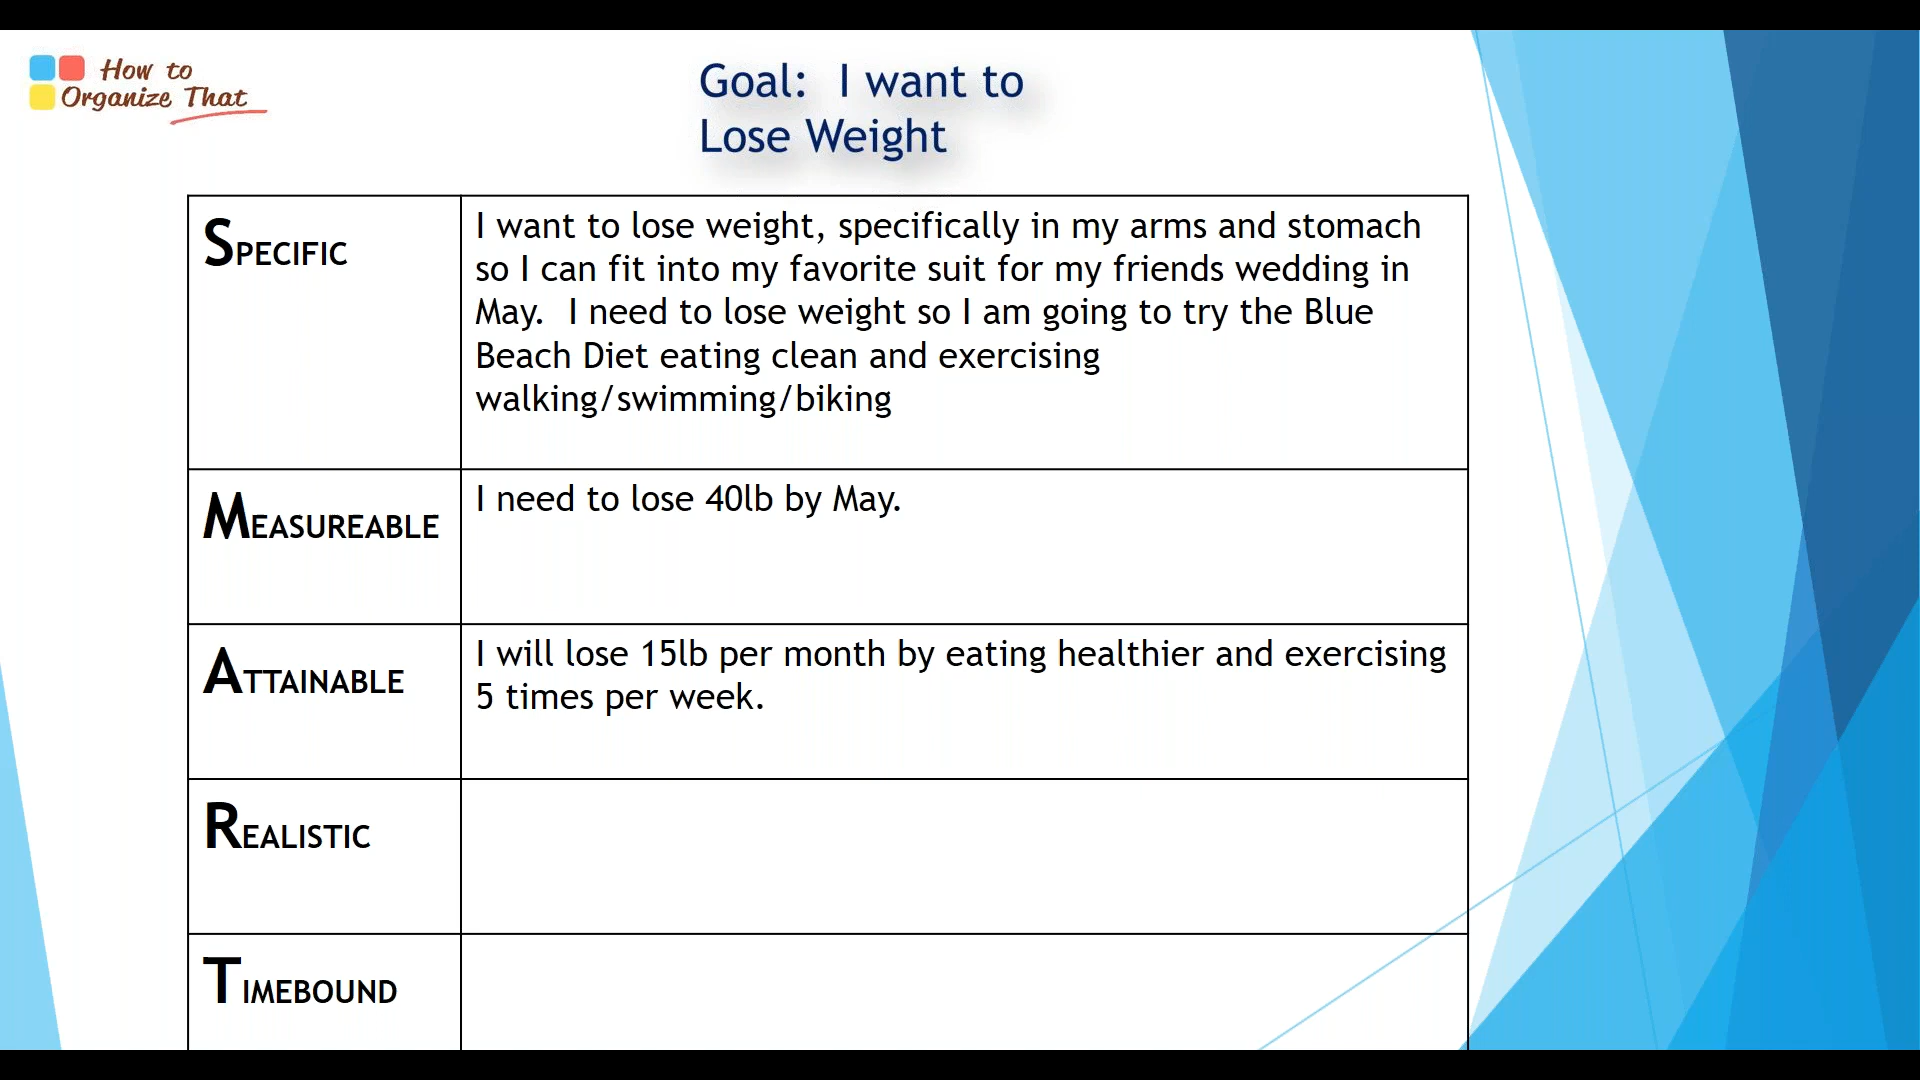 How to
Organize That
Goal:  I want to
Lose Weight
SPECIFIC
I want to lose weight, specifically in my arms and stomach
so I can fit into my favorite suit for my friends wedding in
May.  I need to lose weight so I am going to try the Blue
Beach Diet eating clean and exercising
walking/swimming/biking
MEASUREABLE
I need to lose 40lb by May.
ATTAINABLE
I will lose 15lb per month by eating healthier and exercising
5 times per week.
REALISTIC
TIMEBOUND